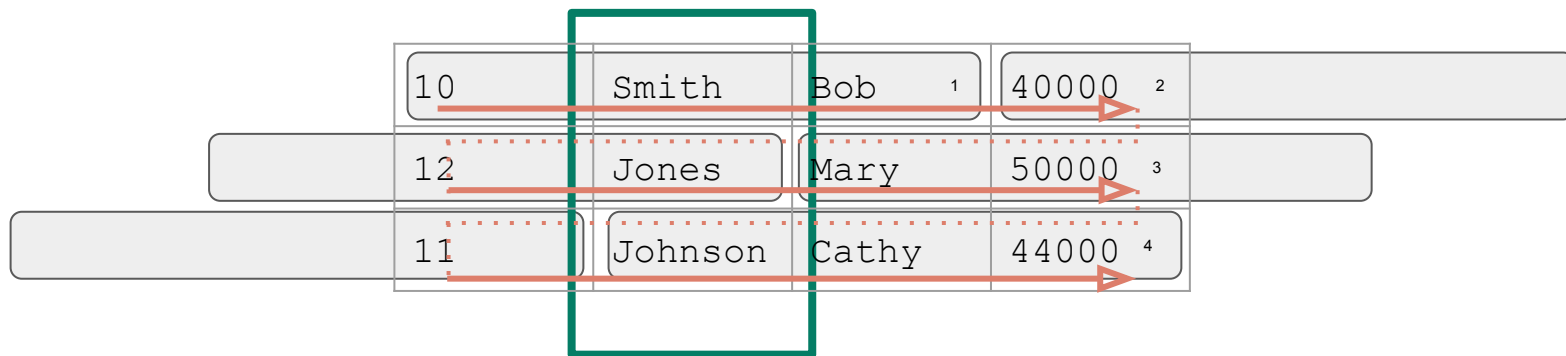 10 Smith Bob 1 40000 2
12 Jones Mary 50000 3
11 Johnson Cathy 44000 4